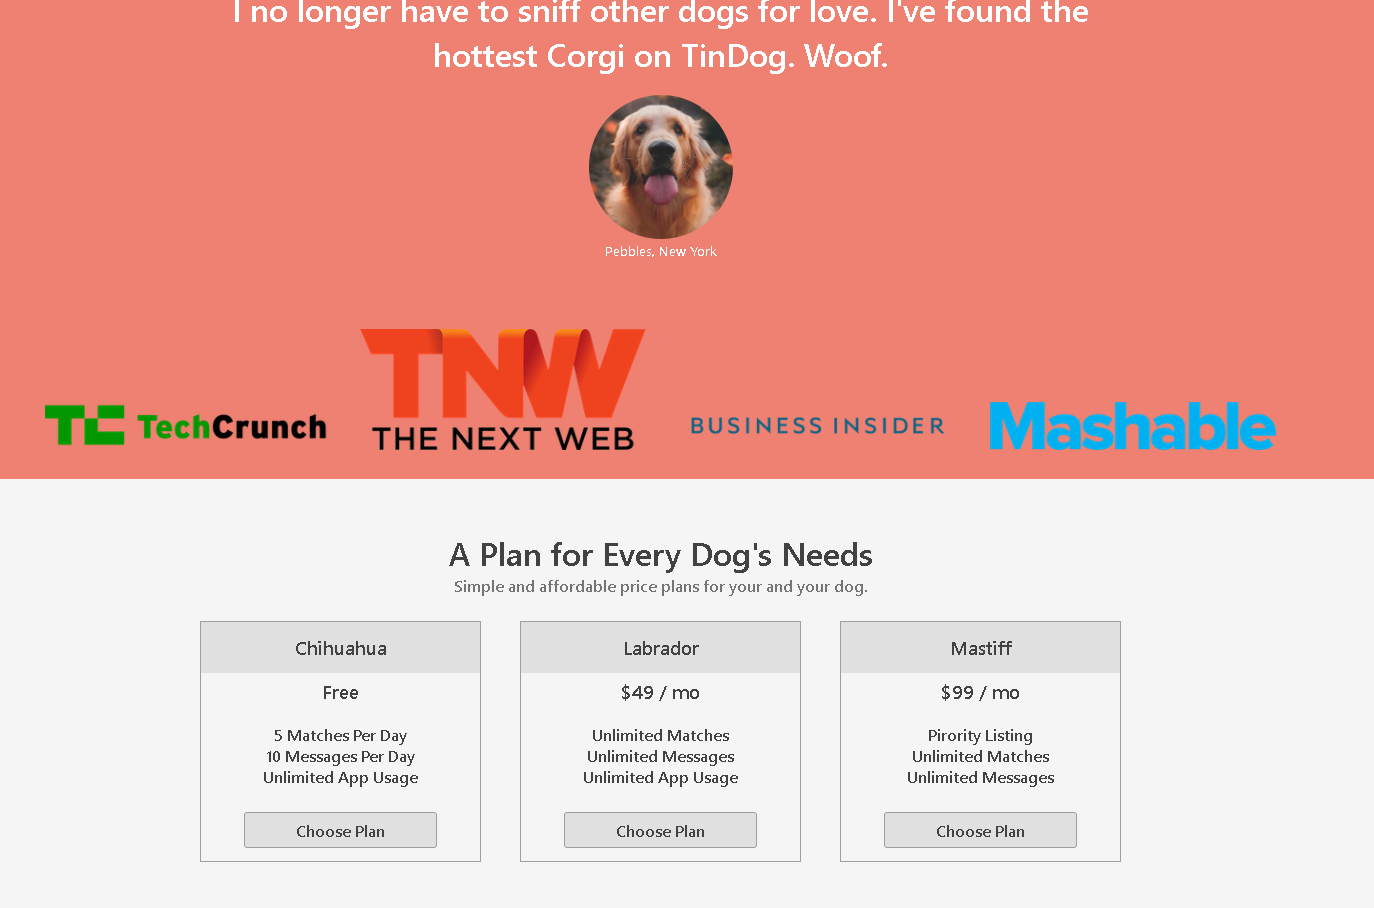 I no longer have to sniff other dogs for love. I've found the
hottest Corgi on TinDog. Woof.
Pebbles, New York
TNW
TC TechCrunch
THE NEXT WEB
BUSINESS INSIDER
Mashable
A Plan for Every Dog's Needs
Simple and affordable price plans for your and your dog.
Chihuahua
Free
5 Matches Per Day
10 Messages Per Day
Unlimited App Usage
Choose Plan
Labrador
$49 / mo
Unlimited Matches
Unlimited Messages
Unlimited App Usage
Choose Plan
Mastiff
$99 / mo
Pirority Listing
Unlimited Matches
Unlimited Messages
Choose Plan